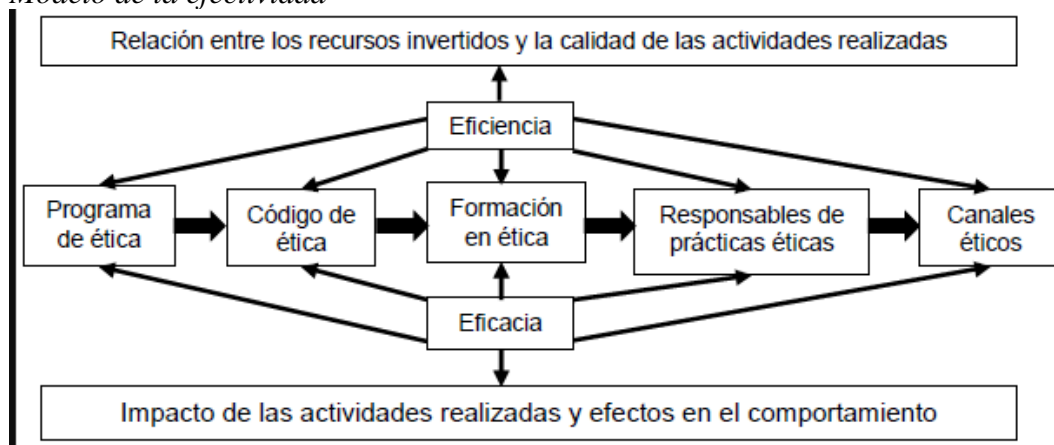 Modelo de la efectividad
Relación entre los recursos invertidos y la calidad de las actividades realizadas
Eficiencia
Programa
de ética
Código de
ética
Formación
en ética
Responsables de
prácticas éticas
Canales
éticos
Eficacia
Impacto de las actividades realizadas y efectos en el comportamiento